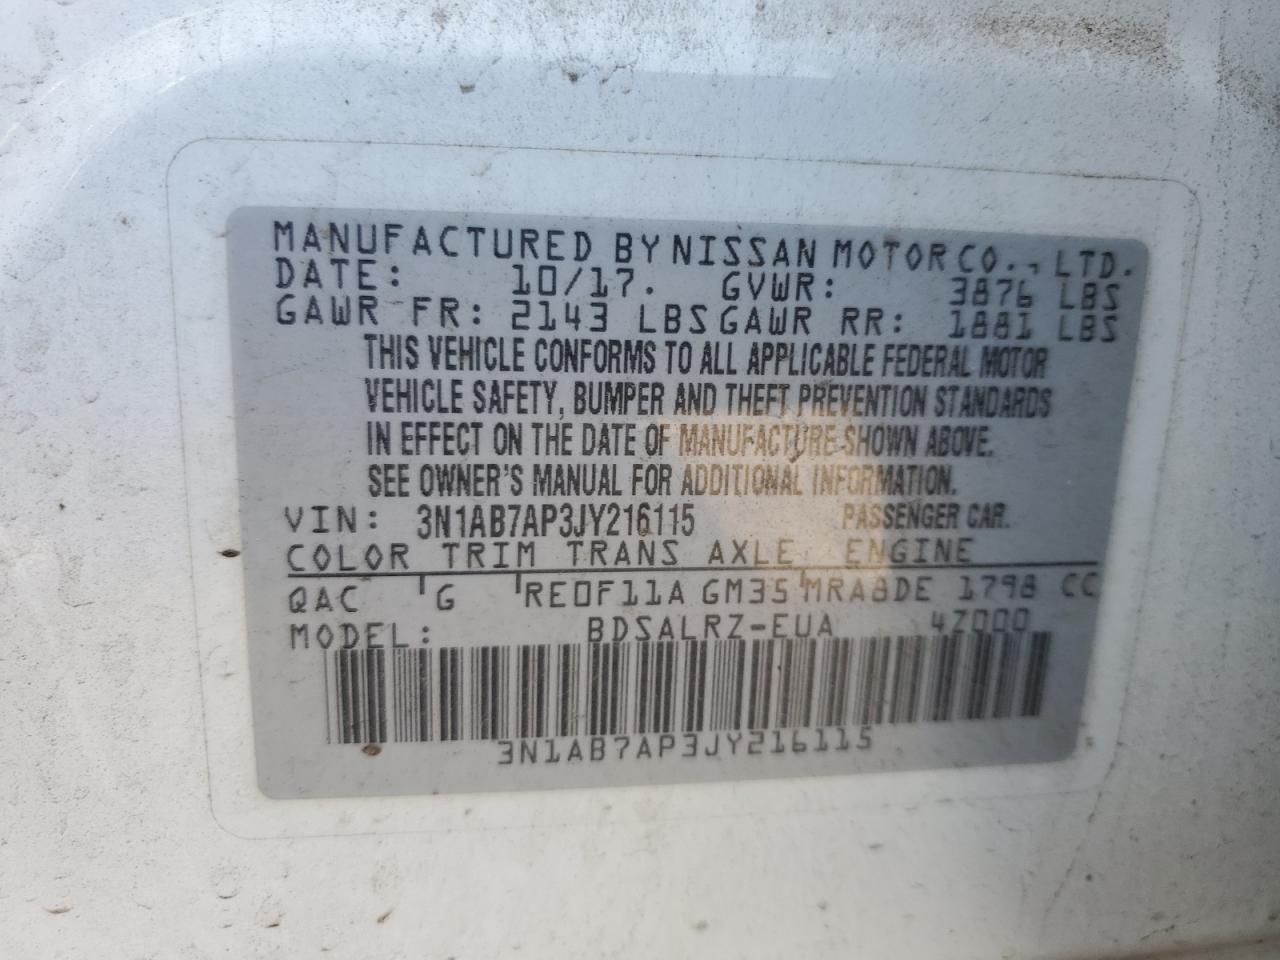 MANUFACTURED BY NISSAN MOTOR CO., LTD.
DATE: 10/17. GVWR: 3876 LBS
GAWR FR: 2143 LBS GAWR RR: 1881 LBS
THIS VEHICLE CONFORMS TO ALL APPLICABLE FEDERAL MOTOR
VEHICLE SAFETY, BUMPER AND THEFT PREVENTION STANDARDS
IN EFFECT ON THE DATE OF MANUFACTURE SHOWN ABOVE.
SEE OWNER'S MANUAL FOR ADDITIONAL INFORMATION.
VIN: 3N1AB7AP3JY216115 PASSENGER CAR.
COLOR TRIM TRANS AXLE ENGINE
QAC G RE0F11A GM35 MRA8DE 1798 CC
MODEL: BDSALRZ-EUA 4Z000
3N1AB7AP3JY216115